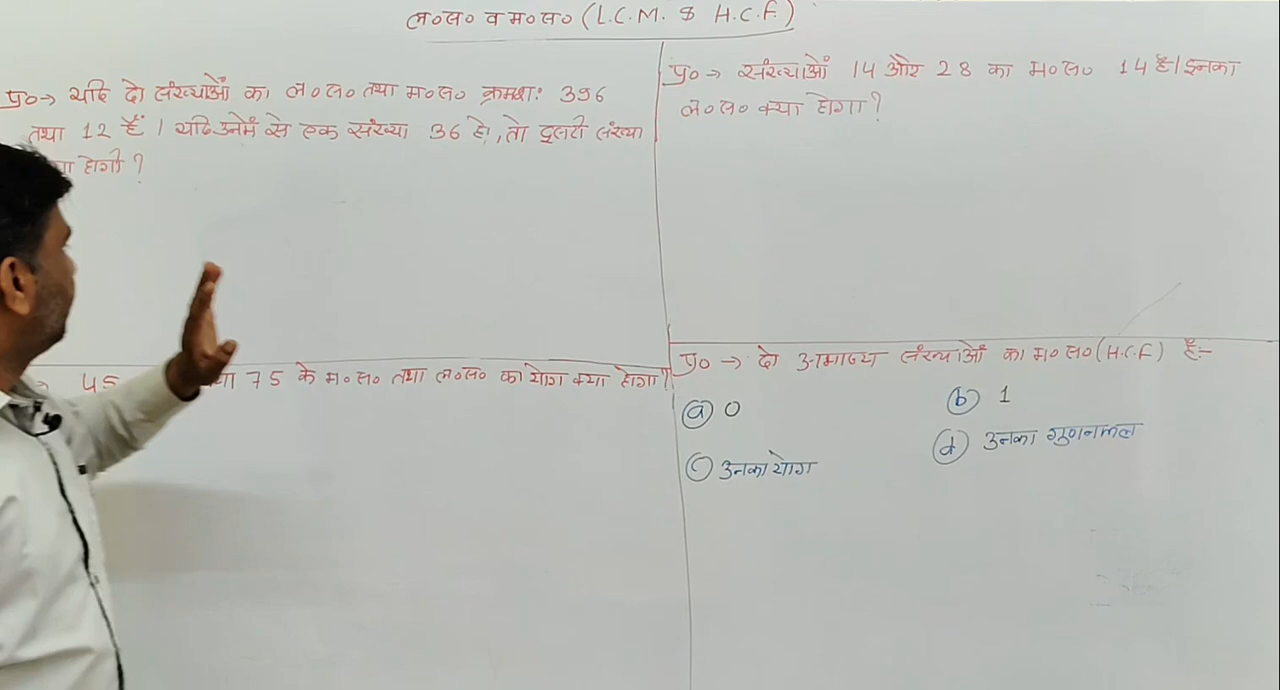 ल०स० व म०स० (L.C.M. & H.C.F.)
प्र०→ यदि दो संख्याओं का ल०स० तथा म०स० क्रमशः 396
तथा 12 हैं । यदि उनमें से एक संख्या 36 हो, तो दूसरी संख्या
होगी ?
प्र०→ संख्याओं 14 और 28 का म०स० 14 है। इनका
ल०स० क्या होगा ?
45 75 के म०स० तथा ल०स० का योग क्या होगा ?
प्र० → दो अभाज्य संख्याओं का म०स० (H.C.F) है:-
(a) 0
(b) 1
(c) उनका योग
(d) उनका गुणनफल